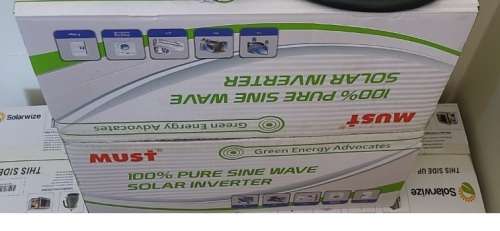 100% PURE SINE WAVE
SOLAR INVERTER
MUST®
Green Energy Advocates
MUST®
Green Energy Advocates
100% PURE SINE WAVE
SOLAR INVERTER
Solarwize
THIS SIDE
Solarwize
THIS SIDE UP